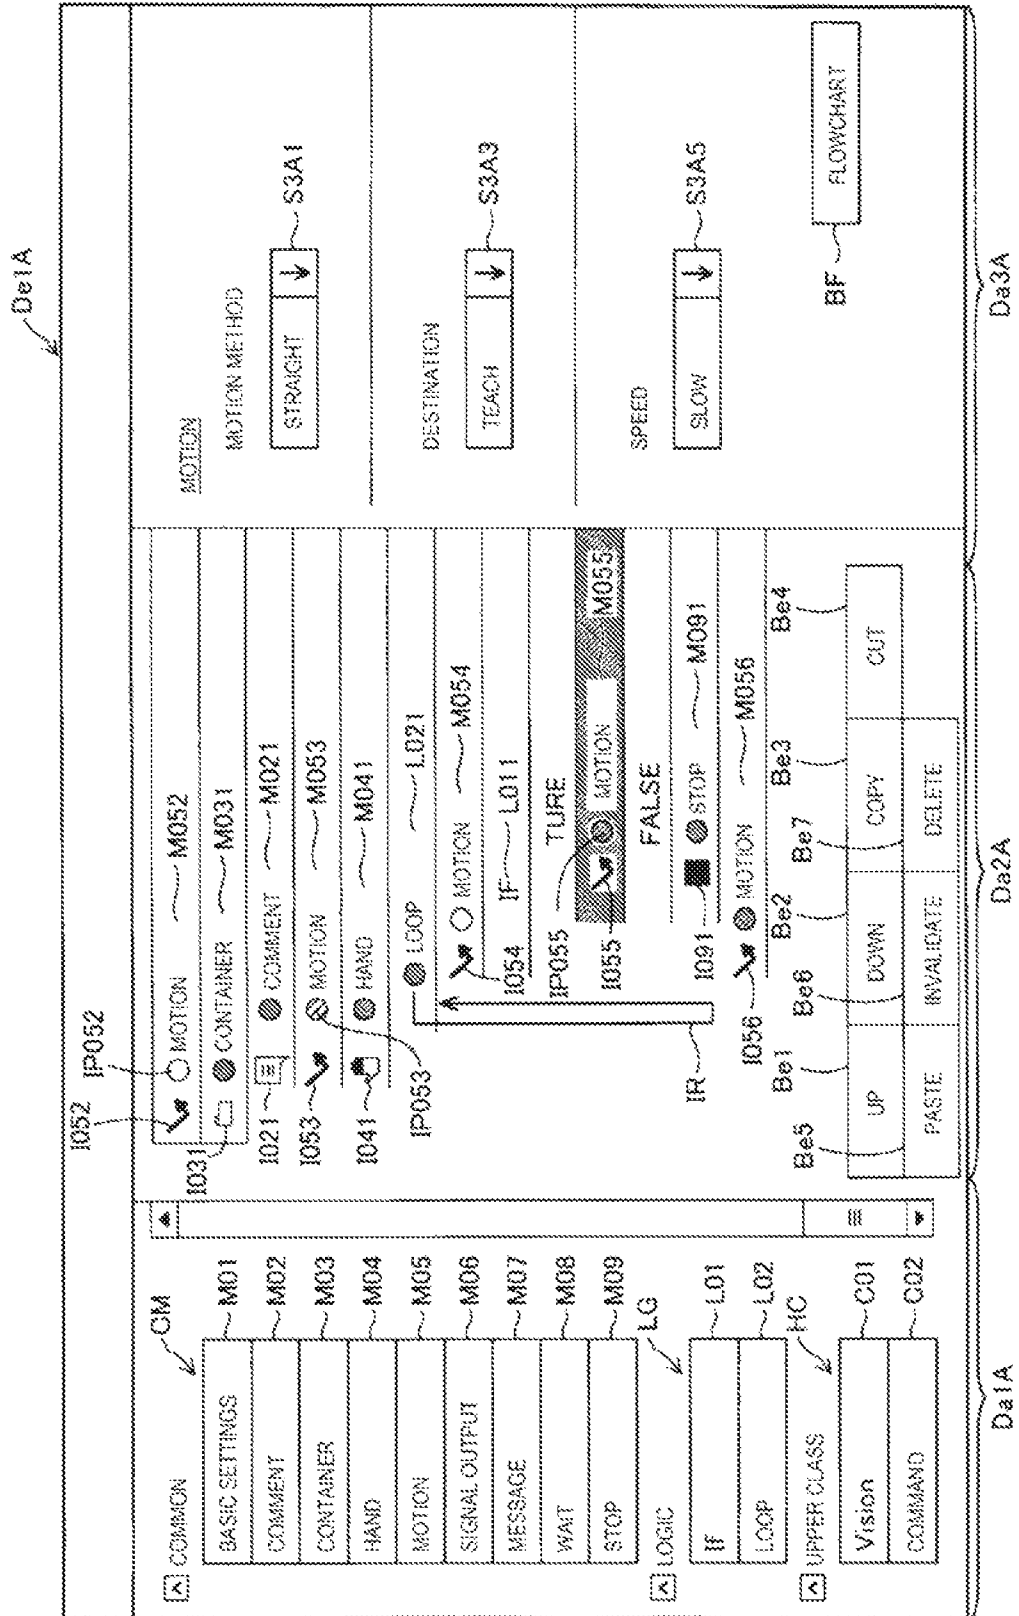 De1A
CM
COMMON
BASIC SETTINGS M01
COMMENT M02
CONTAINER M03
HAND M04
MOTION M05
SIGNAL OUTPUT M06
MESSAGE M07
WAIT M08
STOP M09
LG
LOGIC
If L01
LOOP L02
HC
UPPER CLASS
Vision C01
COMMAND C02
Da1A
I052 IP052
MOTION M052
I031 CONTAINER M031
I021 COMMENT M021
I053 MOTION M053
I041 HAND M041
IP053 LOOP L021
I054 MOTION M054
IF L011
IP055 TURE
I055 MOTION M055
FALSE
I091 STOP M091
I056 MOTION M056
IR
Be1 Be2 Be3 Be4
Be5 Be6 Be7
UP DOWN COPY CUT
PASTE INVALIDATE DELETE
Da2A
MOTION
MOTION METHOD
STRAIGHT S3A1
DESTINATION
TEACH S3A3
SPEED
SLOW S3A5
BF FLOWCHART
Da3A